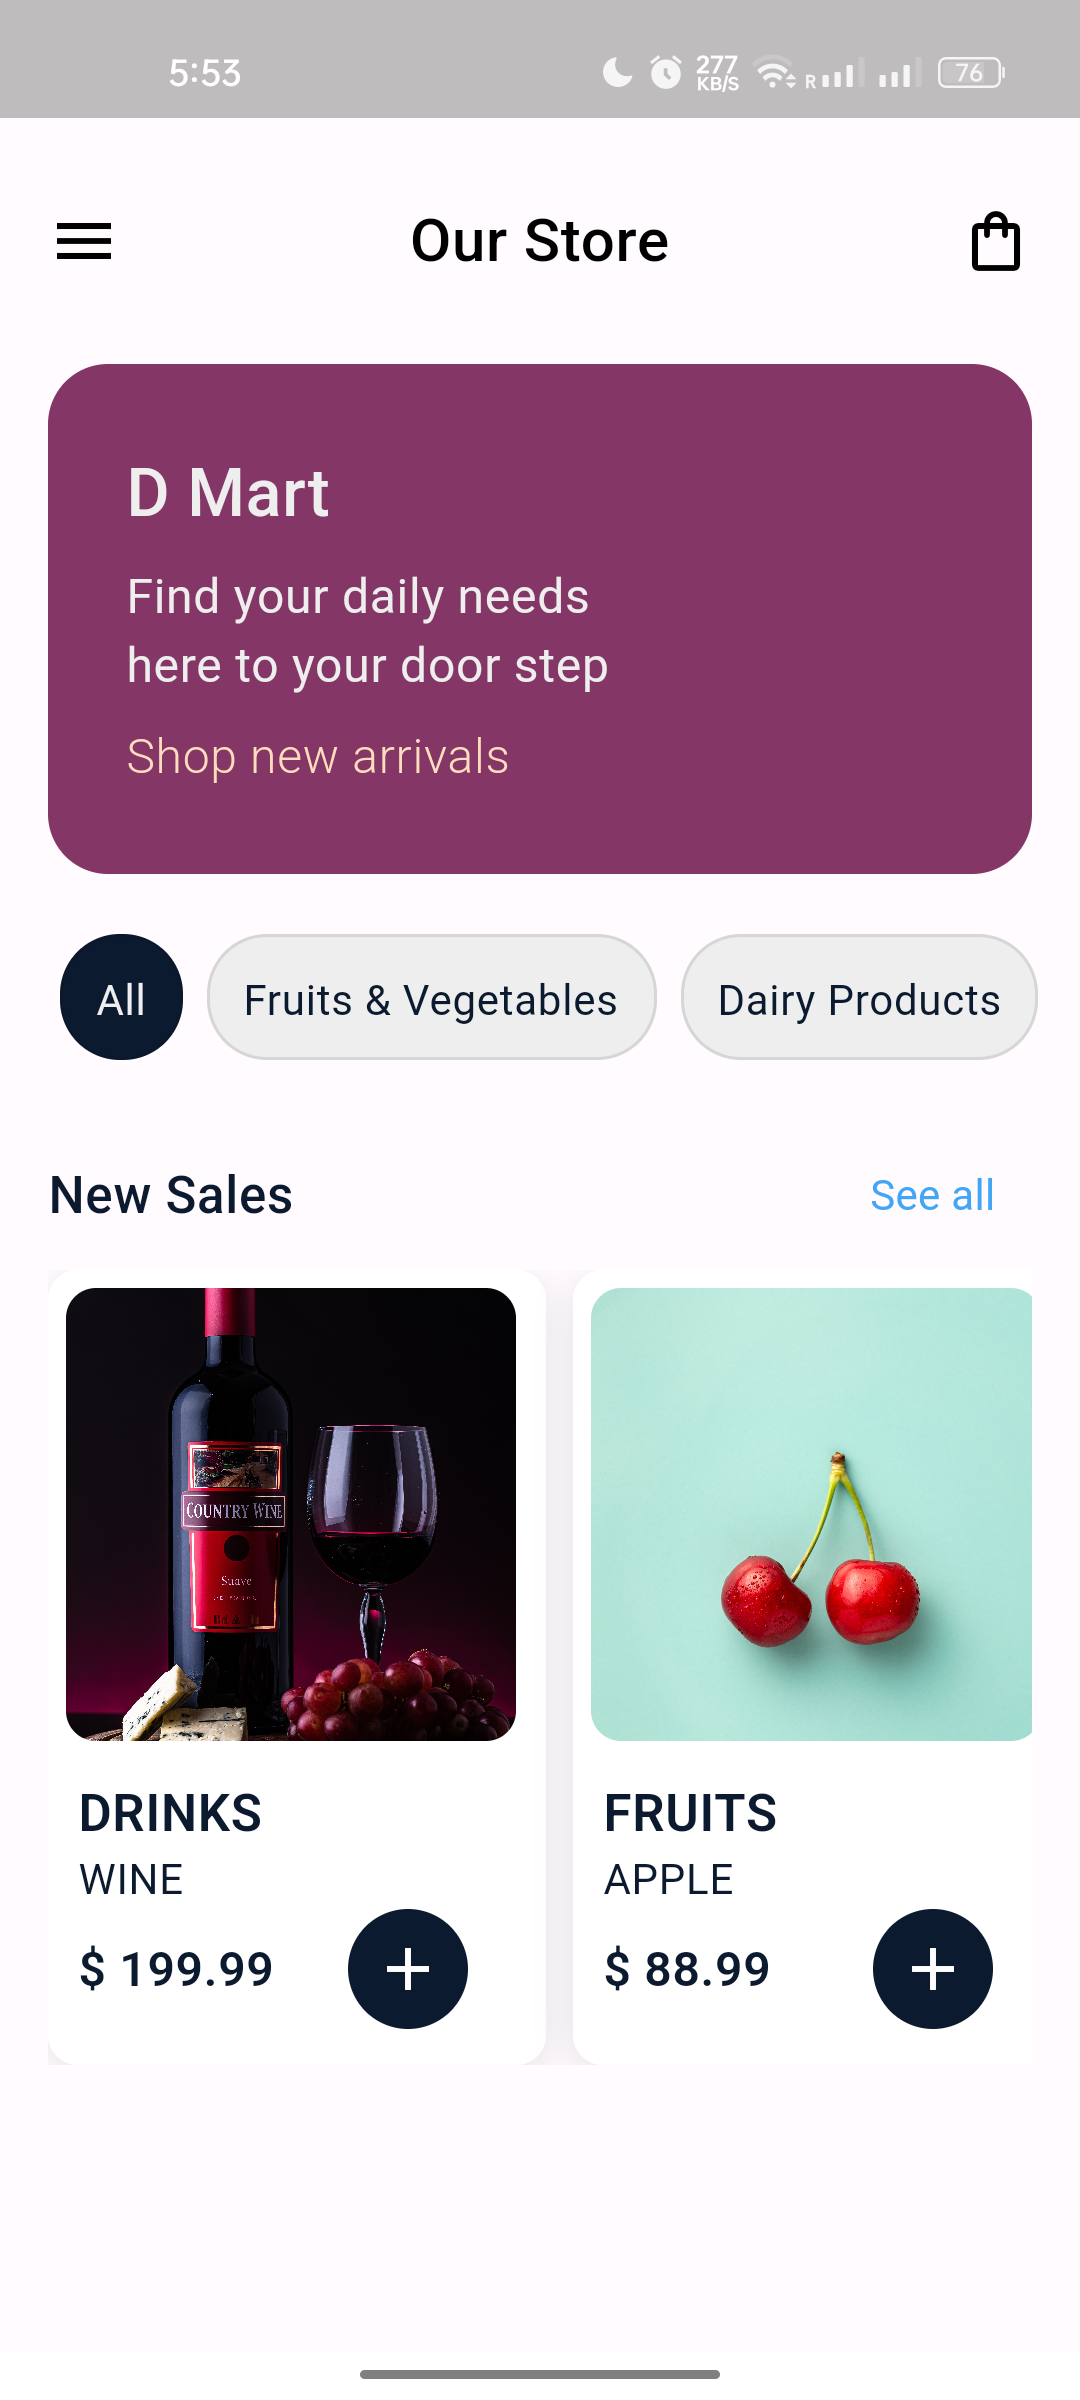 5:53
277
KB/S
R
76
Our Store
D Mart
Find your daily needs
here to your door step
Shop new arrivals
All
Fruits & Vegetables
Dairy Products
New Sales
See all
COUNTRY WINE
Suave
DRINKS
WINE
$ 199.99
FRUITS
APPLE
$ 88.99